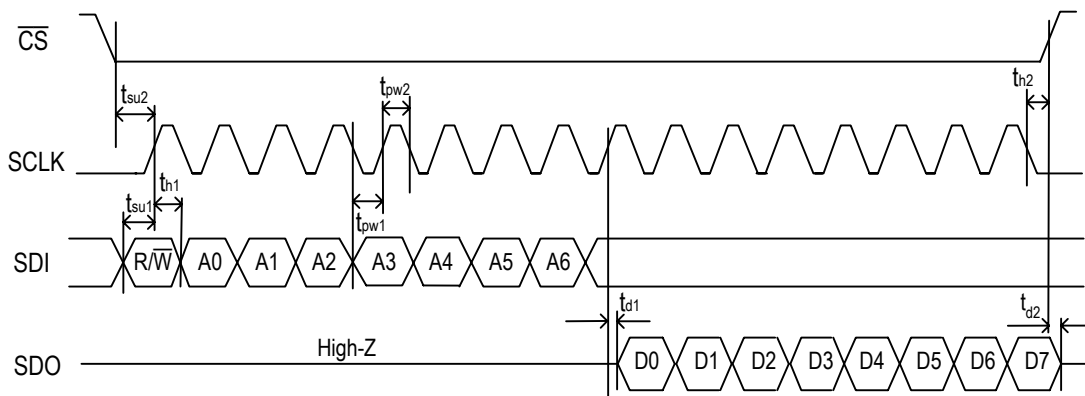 CS
tsu2
tpw2
th2
SCLK
tsu1
th1
tpw1
SDI
R/W
A0
A1
A2
A3
A4
A5
A6
td1
td2
SDO
High-Z
D0
D1
D2
D3
D4
D5
D6
D7